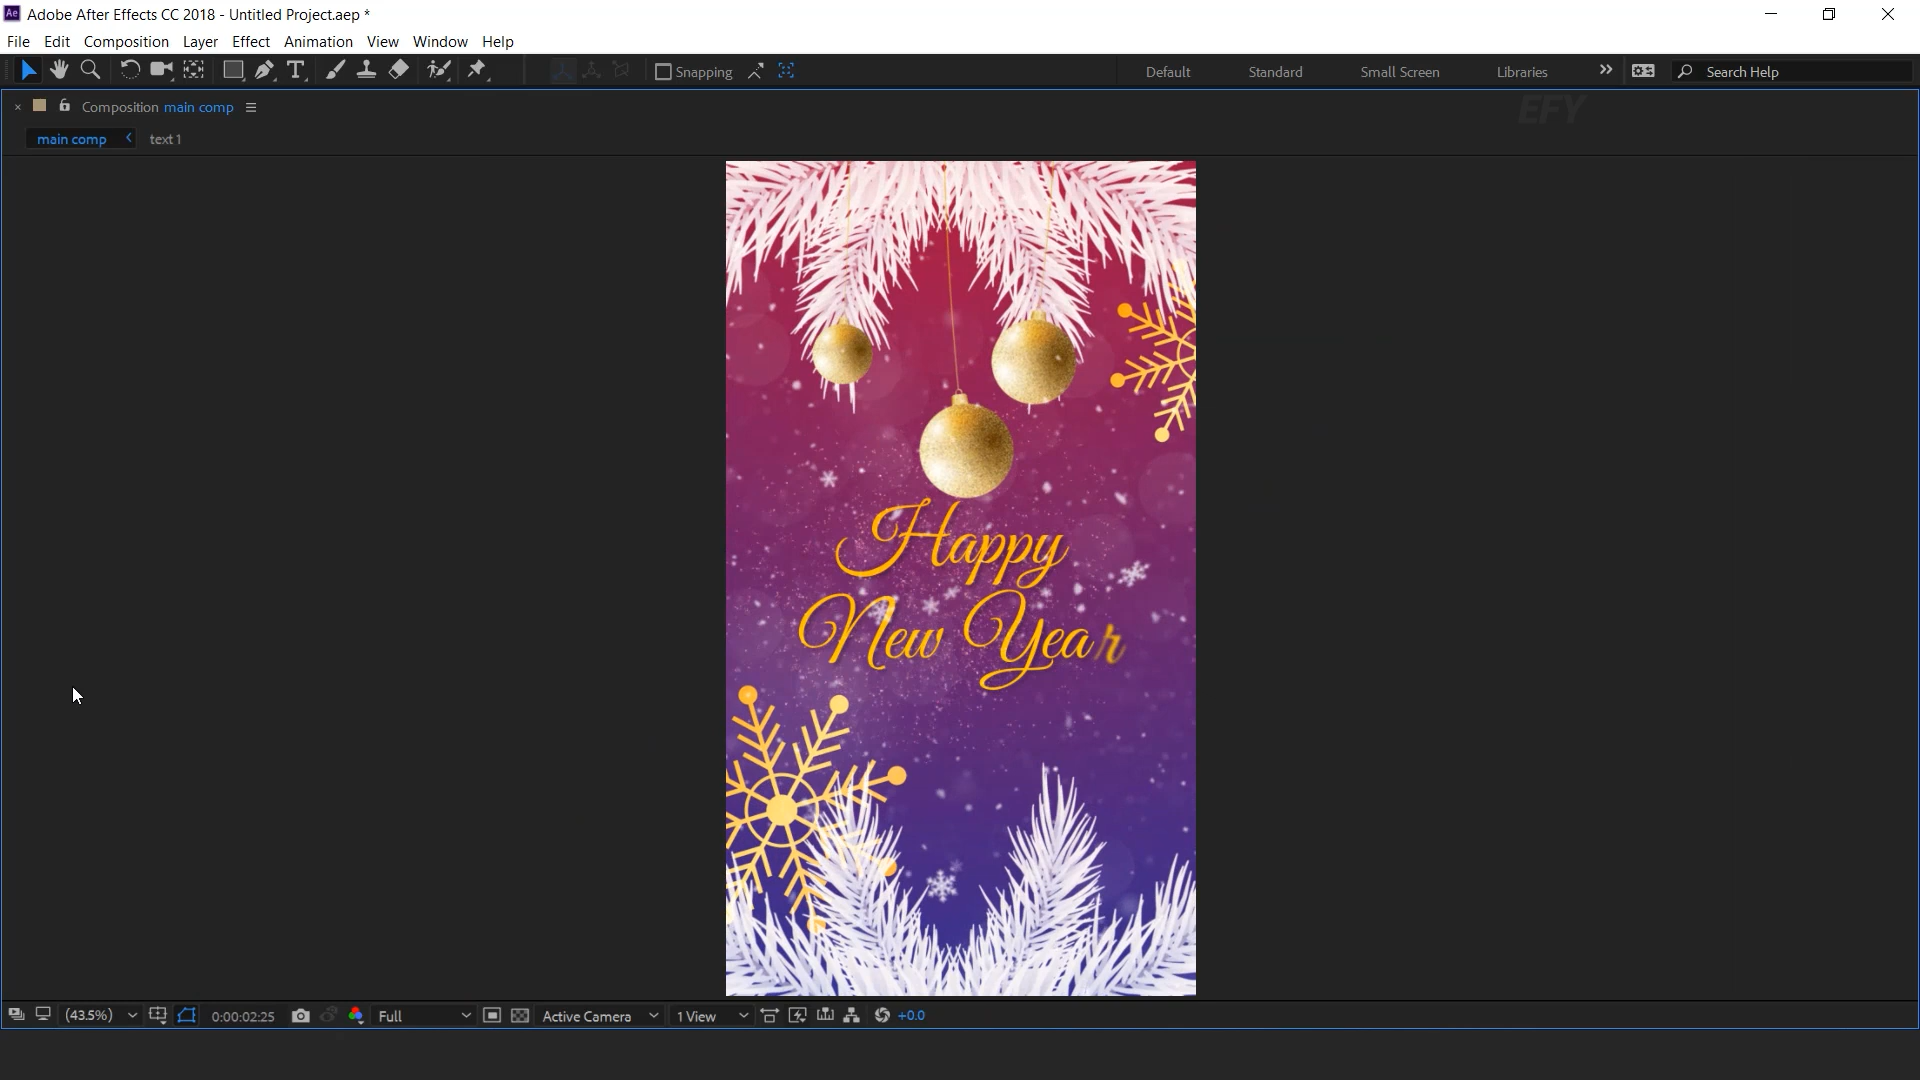 Adobe After Effects CC 2018 - Untitled Project.aep *
File Edit Composition Layer Effect Animation View Window Help
Snapping Default Standard Small Screen Libraries Search Help
Composition main comp
EFY
main comp text 1
Happy
New Year
(43.5%) 0:00:02:25 Full Active Camera 1 View +0.0